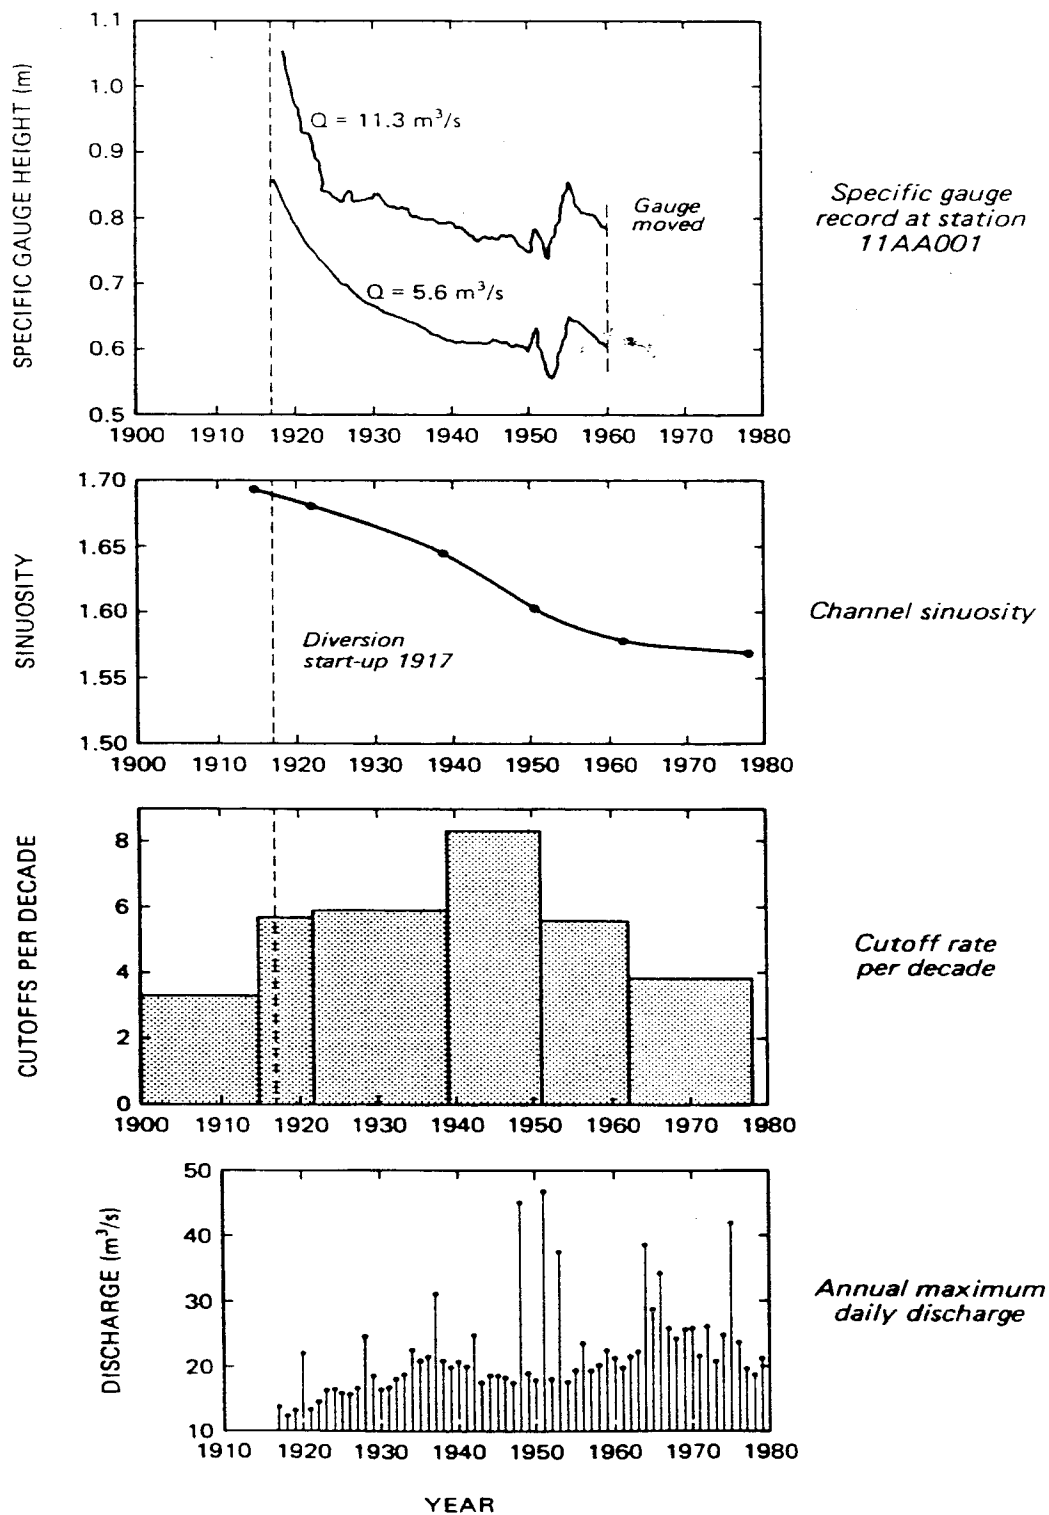 1.1
1.0
0.9
0.8
0.7
0.6
0.5
SPECIFIC GAUGE HEIGHT (m)
Q = 11.3 m³/s
Q = 5.6 m³/s
Gauge
moved
Specific gauge
record at station
11AA001
1900 1910 1920 1930 1940 1950 1960 1970 1980
1.70
1.65
1.60
1.55
1.50
SINUOSITY
Diversion
start-up 1917
Channel sinuosity
1900 1910 1920 1930 1940 1950 1960 1970 1980
8
6
4
2
0
CUTOFFS PER DECADE
Cutoff rate
per decade
1900 1910 1920 1930 1940 1950 1960 1970 1980
50
40
30
20
10
DISCHARGE (m³/s)
Annual maximum
daily discharge
1910 1920 1930 1940 1950 1960 1970 1980
YEAR